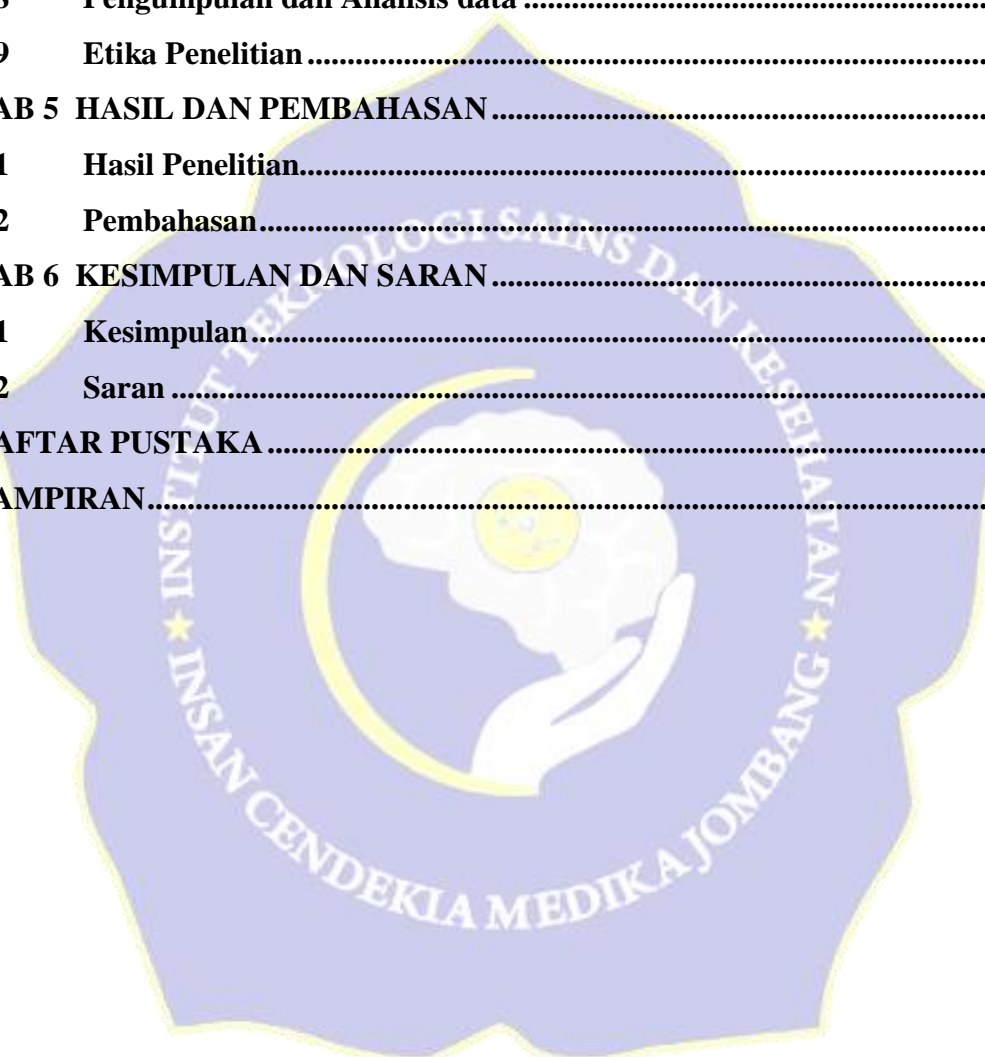 8 Pengumpulan dan Analisis data ........................................
9 Etika Penelitian ........................................
AB 5 HASIL DAN PEMBAHASAN ........................................
1 Hasil Penelitian ........................................
2 Pembahasan ........................................
AB 6 KESIMPULAN DAN SARAN ........................................
1 Kesimpulan ........................................
2 Saran ........................................
AFTAR PUSTAKA ........................................
AMPIRAN ........................................
INSTITUT TEKNOLOGI SAINS DAN KESEHATAN
INSAN CENDEKIA MEDIKA JOMBANG